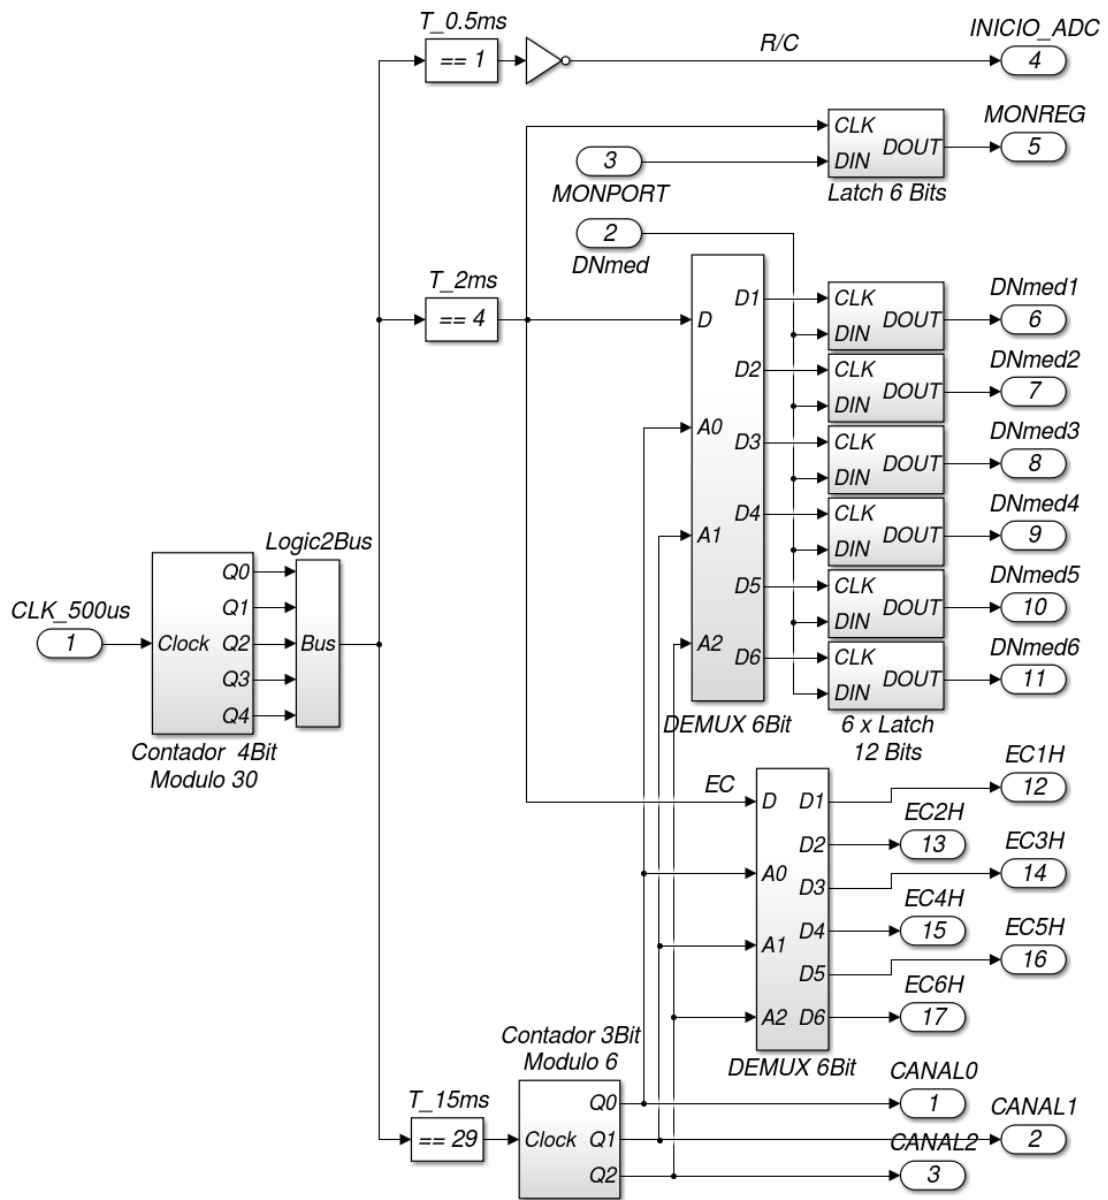 T_0.5ms
== 1
R/C
INICIO_ADC
4
CLK
DIN
DOUT
Latch 6 Bits
MONREG
5
3
MONPORT
2
DNmed
T_2ms
== 4
D
A0
A1
A2
D1
D2
D3
D4
D5
D6
DEMUX 6Bit
CLK
DIN
DOUT
CLK
DIN
DOUT
CLK
DIN
DOUT
CLK
DIN
DOUT
CLK
DIN
DOUT
CLK
DIN
DOUT
6 x Latch
12 Bits
DNmed1
6
DNmed2
7
DNmed3
8
DNmed4
9
DNmed5
10
DNmed6
11
CLK_500us
1
Clock
Q0
Q1
Q2
Q3
Q4
Contador 4Bit
Modulo 30
Logic2Bus
Bus
EC
D
A0
A1
A2
D1
D2
D3
D4
D5
D6
DEMUX 6Bit
EC1H
12
EC2H
13
EC3H
14
EC4H
15
EC5H
16
EC6H
17
T_15ms
== 29
Contador 3Bit
Modulo 6
Clock
Q0
Q1
Q2
CANAL0
1
CANAL1
2
CANAL2
3